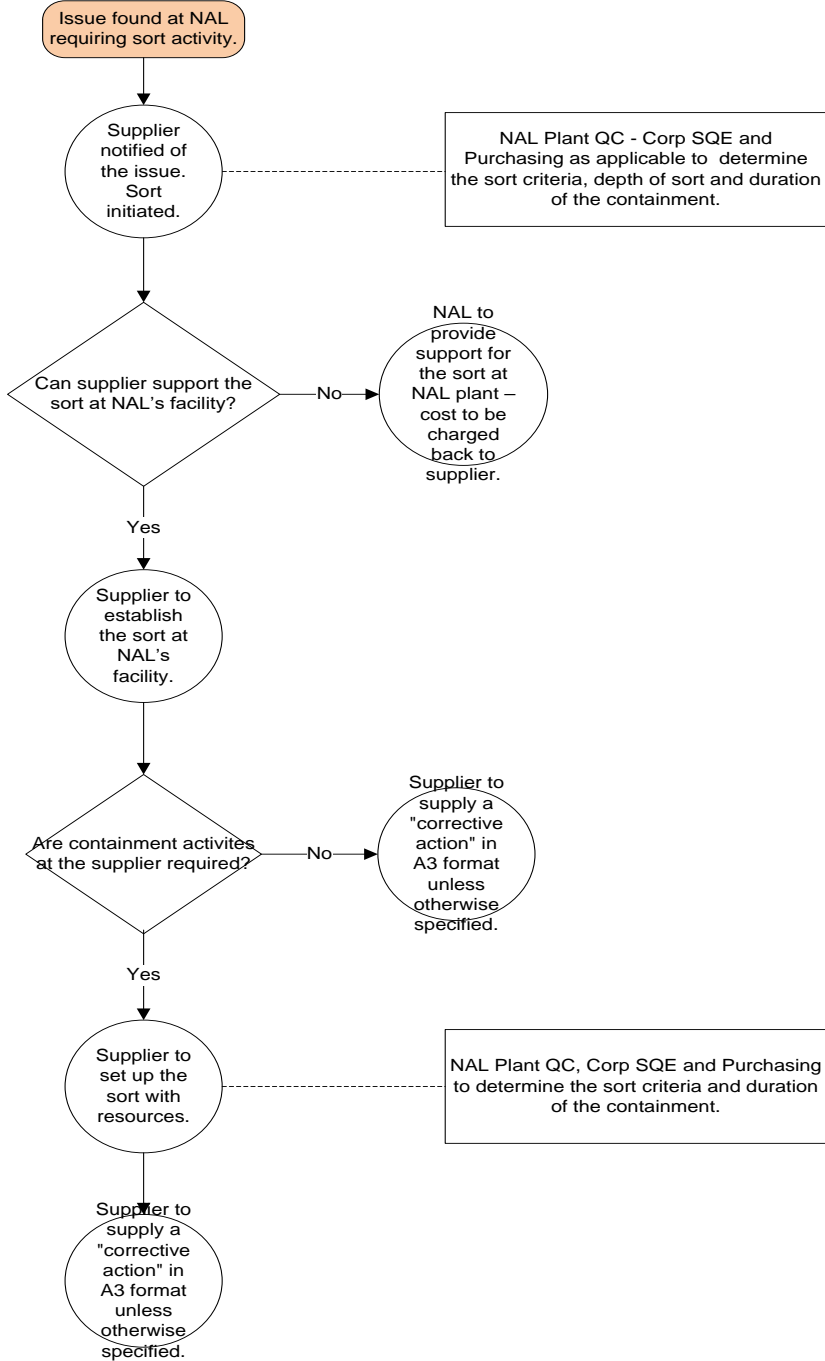 Issue found at NAL
requiring sort activity.
Supplier
notified of
the issue.
Sort
initiated.
NAL Plant QC - Corp SQE and
Purchasing as applicable to  determine
the sort criteria, depth of sort and duration
of the containment.
Can supplier support the
sort at NAL’s facility?
No
NAL to
provide
support for
the sort at
NAL plant –
cost to be
charged
back to
supplier.
Yes
Supplier to
establish
the sort at
NAL’s
facility.
Are containment activites
at the supplier required?
No
Supplier to
supply a
"corrective
action" in
A3 format
unless
otherwise
specified.
Yes
Supplier to
set up the
sort with
resources.
NAL Plant QC, Corp SQE and Purchasing
to determine the sort criteria and duration
of the containment.
Supplier to
supply a
"corrective
action" in
A3 format
unless
otherwise
specified.